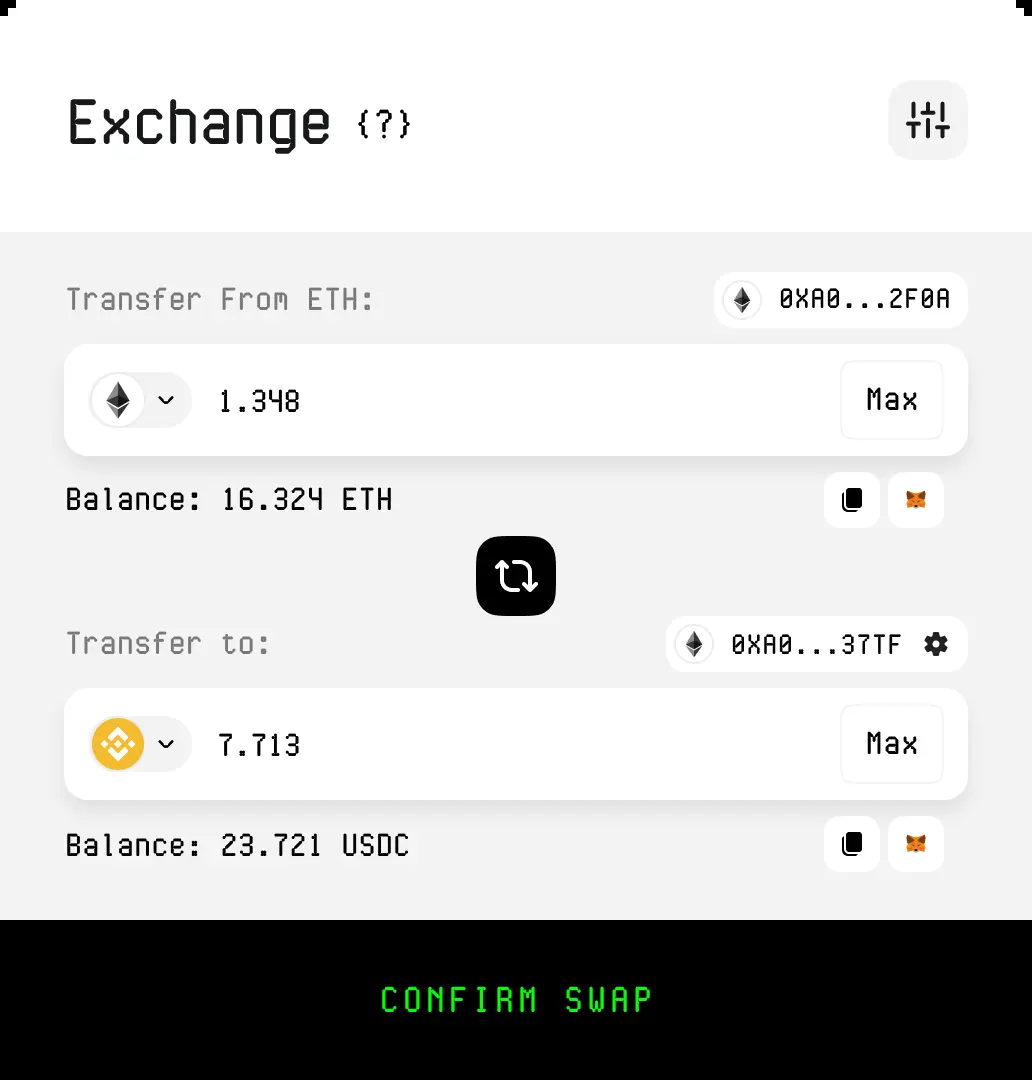 Exchange {?}
Transfer From ETH: 0XA0...2F0A
1.348 Max
Balance: 16.324 ETH
Transfer to: 0XA0...37TF
7.713 Max
Balance: 23.721 USDC
CONFIRM SWAP